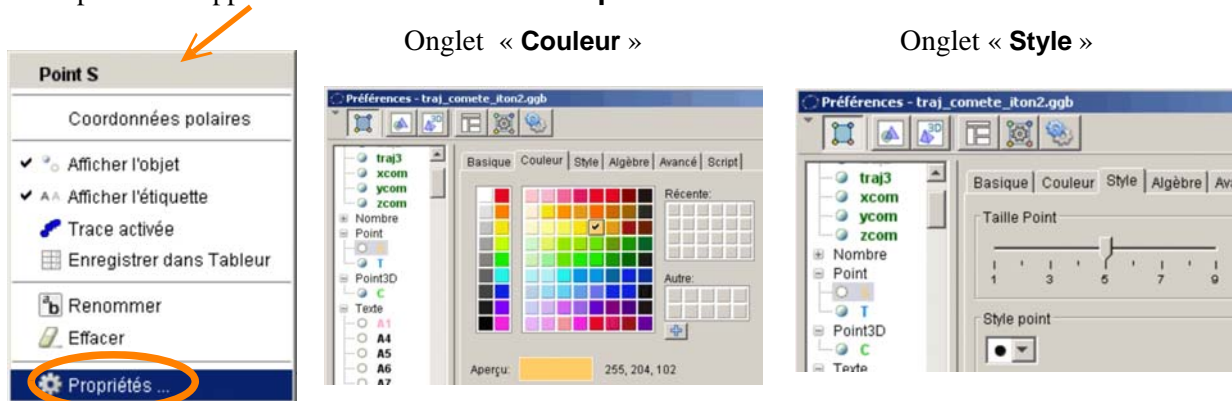 Onglet « Couleur »
Onglet « Style »
Point S
Coordonnées polaires
Afficher l'objet
Afficher l'étiquette
Trace activée
Enregistrer dans Tableur
Renommer
Effacer
Propriétés ...
Préférences - traj_comete_iton2.ggb
traj3
xcom
ycom
zcom
Nombre
Point
S
T
Point3D
C
Texte
A1
A4
A5
A6
A7
Basique Couleur Style Algèbre Avancé Script
Récente:
Autre:
Aperçu: 255, 204, 102
Préférences - traj_comete_iton2.ggb
traj3
xcom
ycom
zcom
Nombre
Point
S
T
Point3D
C
Texte
Basique Couleur Style Algèbre
Taille Point
1 3 5 7 9
Style point